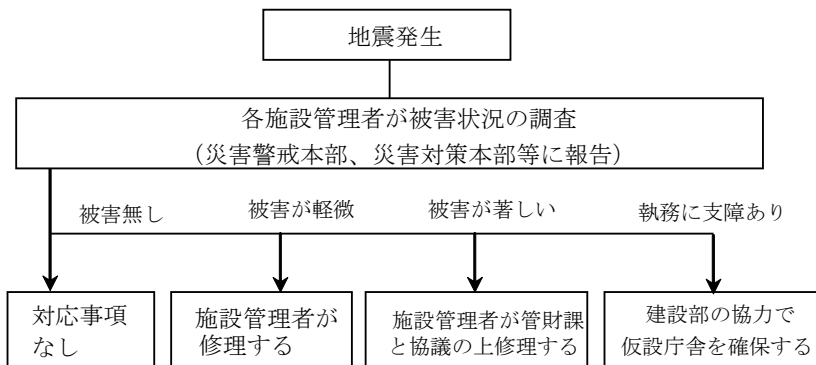 地震発生
各施設管理者が被害状況の調査
（災害警戒本部、災害対策本部等に報告）
被害無し
被害が軽微
被害が著しい
執務に支障あり
対応事項
なし
施設管理者が
修理する
施設管理者が管財課
と協議の上修理する
建設部の協力で
仮設庁舎を確保する